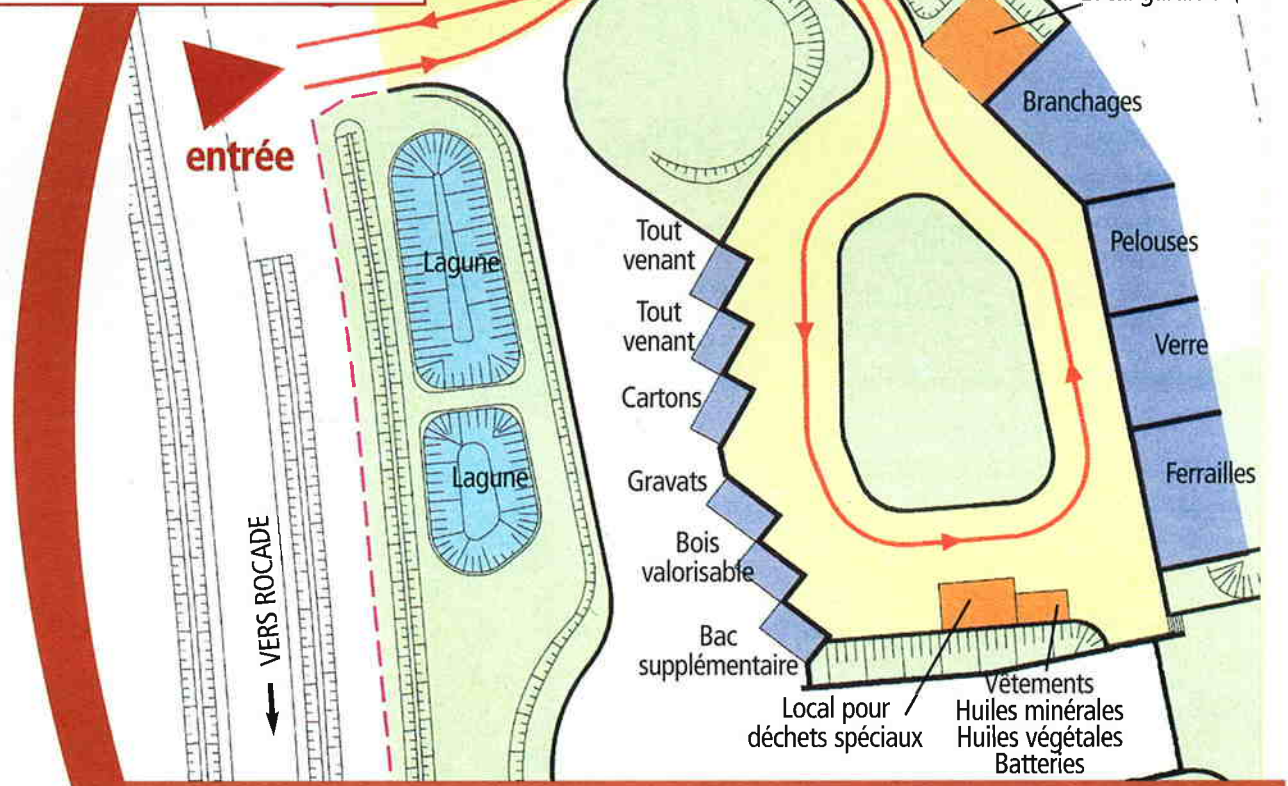 Branchages
entrée
Tout
venant
Pelouses
Lagune
Tout
venant
Verre
Cartons
Lagune
Gravats
Ferrailles
Bois
valorisable
VERS ROCADE
Bac
supplémentaire
Local pour
déchets spéciaux
Vêtements
Huiles minérales
Huiles végétales
Batteries